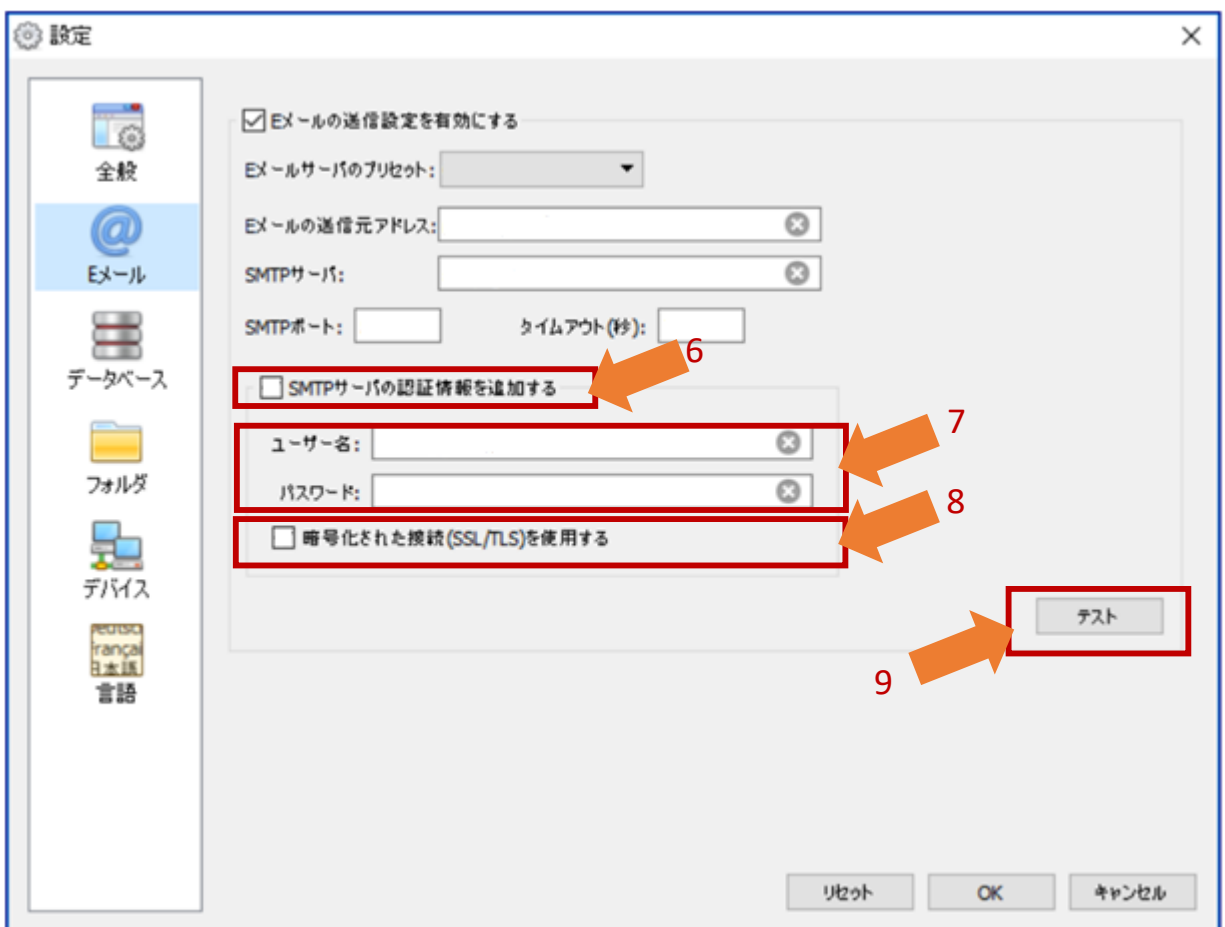 設定
全般
Eメール
データベース
フォルダ
デバイス
Deutsch
França
日本語
言語
Eメールの送信設定を有効にする
Eメールサーバのプリセット:
Eメールの送信元アドレス:
SMTPサーバ:
SMTPポート: タイムアウト(秒):
6
SMTPサーバの認証情報を追加する
7
ユーザー名:
パスワード:
8
暗号化された接続(SSL/TLS)を使用する
テスト
9
リセット OK キャンセル